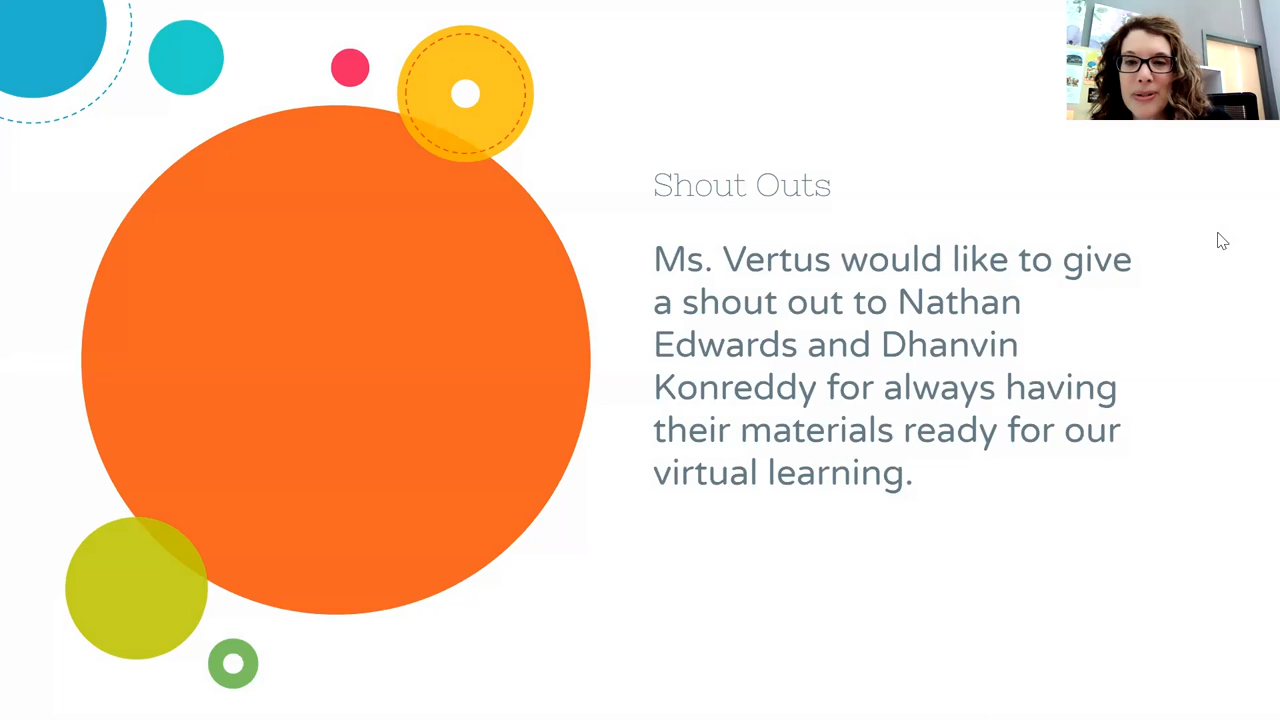 Shout Outs
Ms. Vertus would like to give
a shout out to Nathan
Edwards and Dhanvin
Konreddy for always having
their materials ready for our
virtual learning.